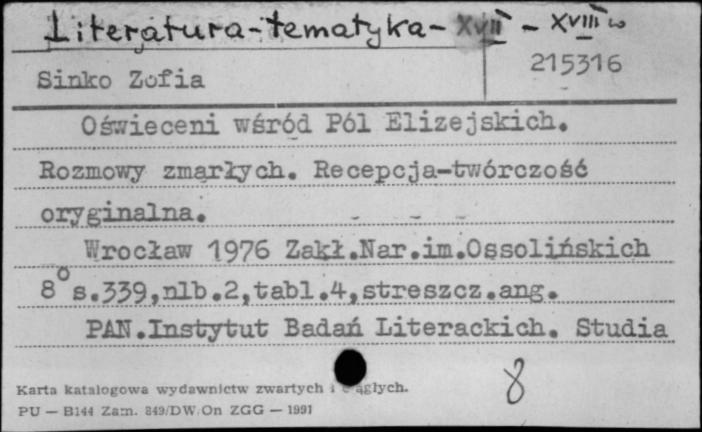 Literatura-tematyka- XVII - XVIII w
Sinko Zofia
215316
Oświeceni wśród Pól Elizejskich.
Rozmowy zmarłych. Recepcja-twórczość
oryginalna.
Wrocław 1976 Zakł.Nar.im.Ossolińskich
8° s.339,nlb.2,tabl.4,streszcz.ang.
PAN.Instytut Badań Literackich. Studia
8
Karta katalogowa wydawnictw zwartych i ciągłych.
PU — B144 Zam. 849/DW/On ZGG — 1991